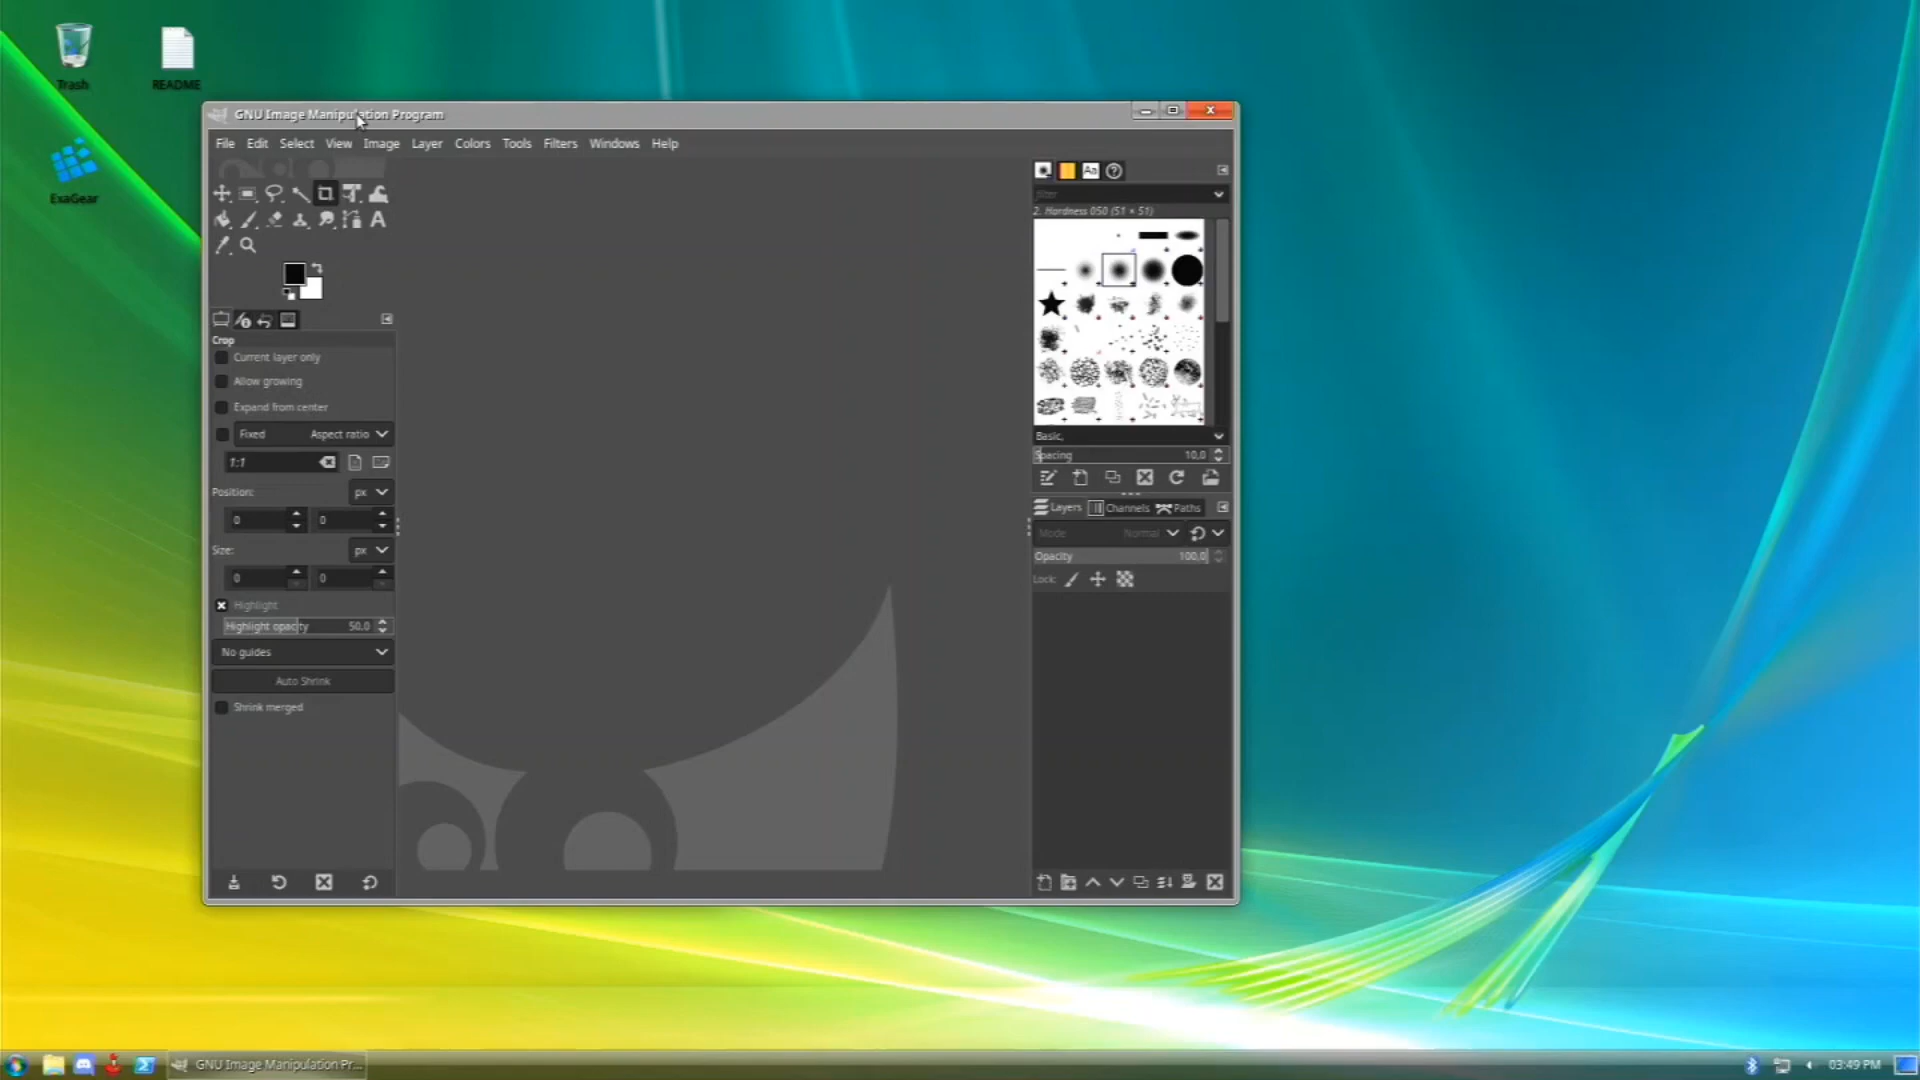 Trash
README
ExaGear
GNU Image Manipulation Program
File Edit Select View Image Layer Colors Tools Filters Windows Help
Crop
Current layer only
Allow growing
Expand from center
Fixed Aspect ratio
1:1
Position: px
0 0
Size: px
0 0
Highlight
Highlight opacity 50.0
No guides
Auto Shrink
Shrink merged
Aa
filter
2. Hardness 050 (51 × 51)
Basic,
Spacing 10,0
Layers Channels Paths
Mode Normal
Opacity 100,0
Lock:
GNU Image Manipulation Pr...
03:49 PM